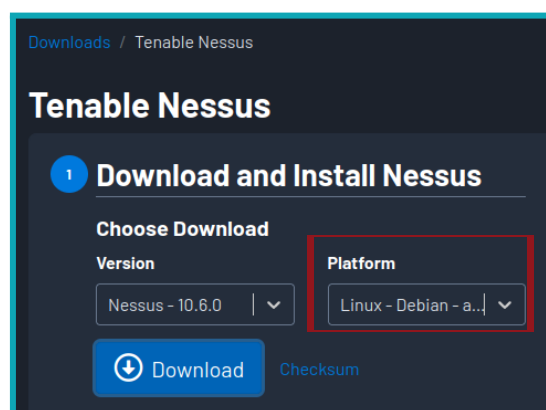 Downloads / Tenable Nessus
Tenable Nessus
1 Download and Install Nessus
Choose Download
Version Platform
Nessus - 10.6.0 Linux - Debian - a...
Download Checksum